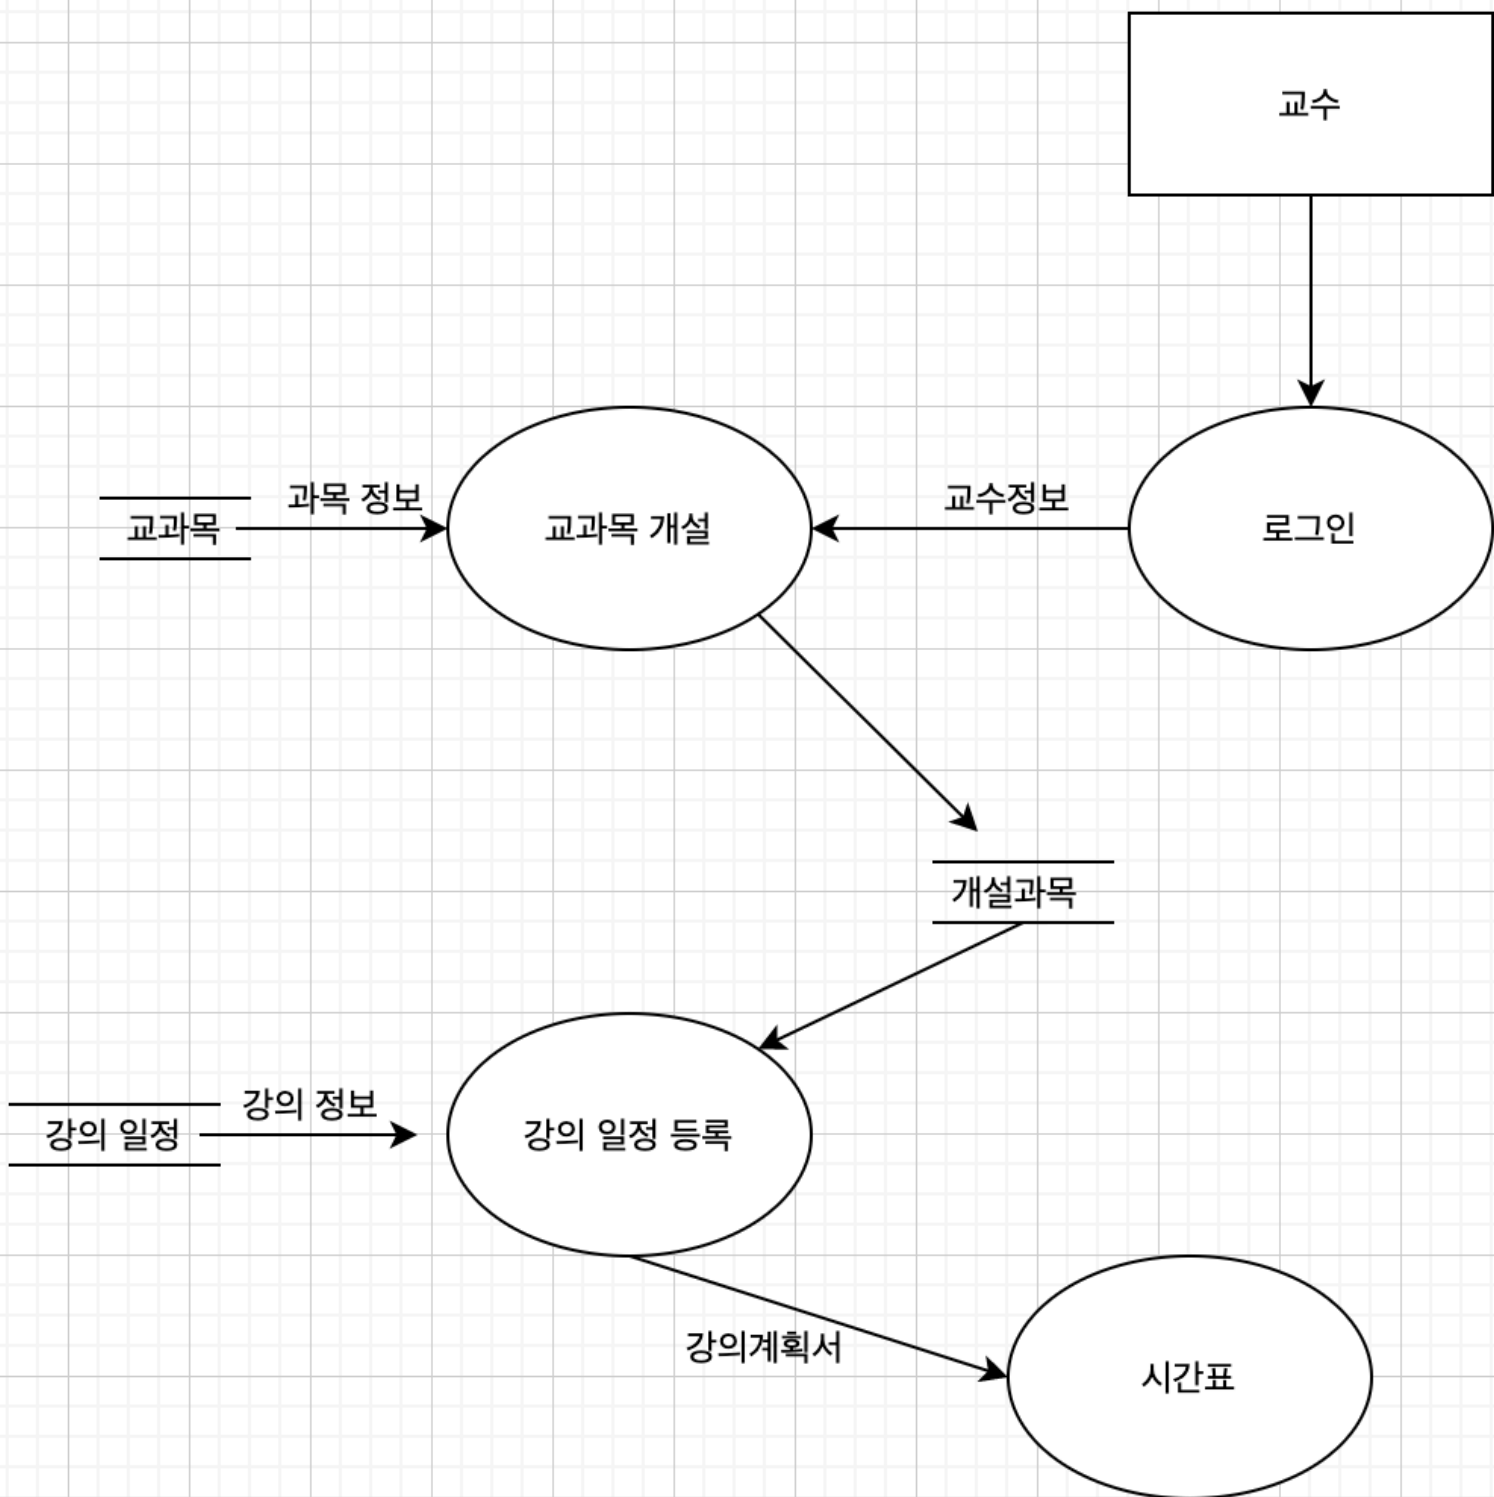 교수
과목 정보
교수정보
교과목
교과목 개설
로그인
개설과목
강의 정보
강의 일정
강의 일정 등록
강의계획서
시간표